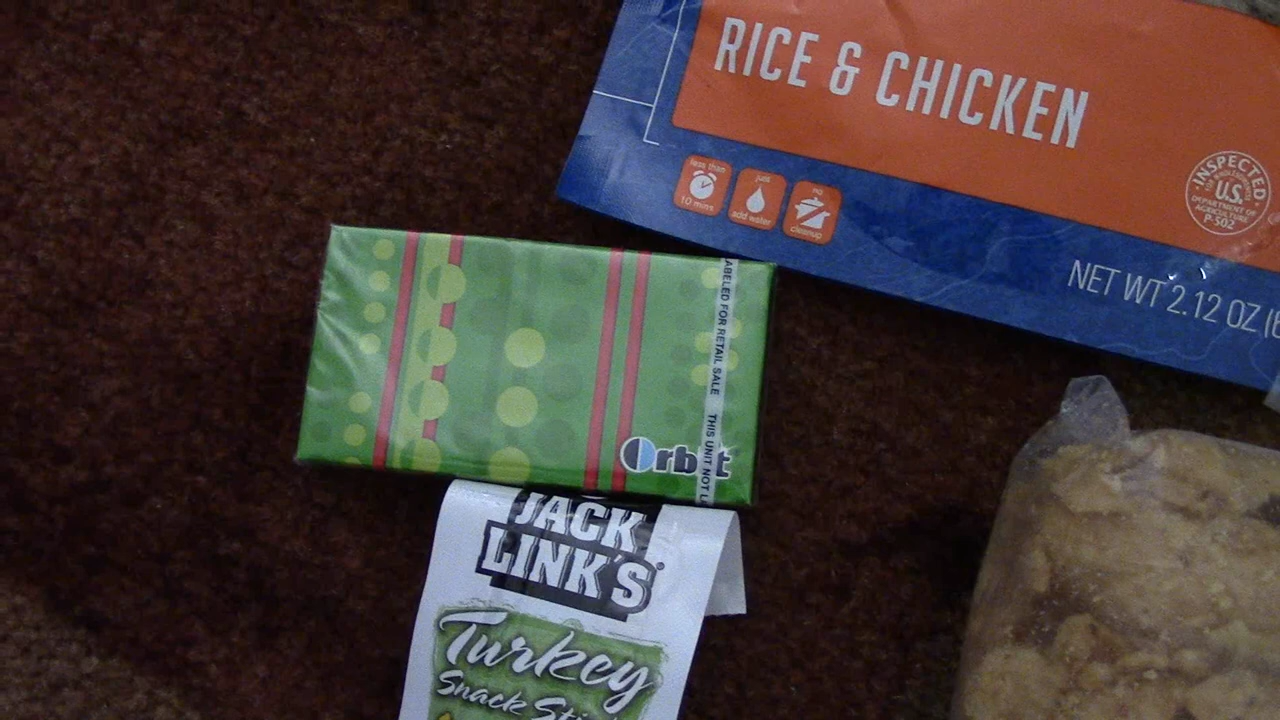 RICE & CHICKEN
less than
10 mins
just
add water
no
cleanup
INSPECTED
U.S.
DEPARTMENT OF
AGRICULTURE
P-502
NET WT 2.12 OZ
ABELED FOR RETAIL SALE THIS UNIT NOT L
Orbit
JACK
LINK'S
Turkey
Snack